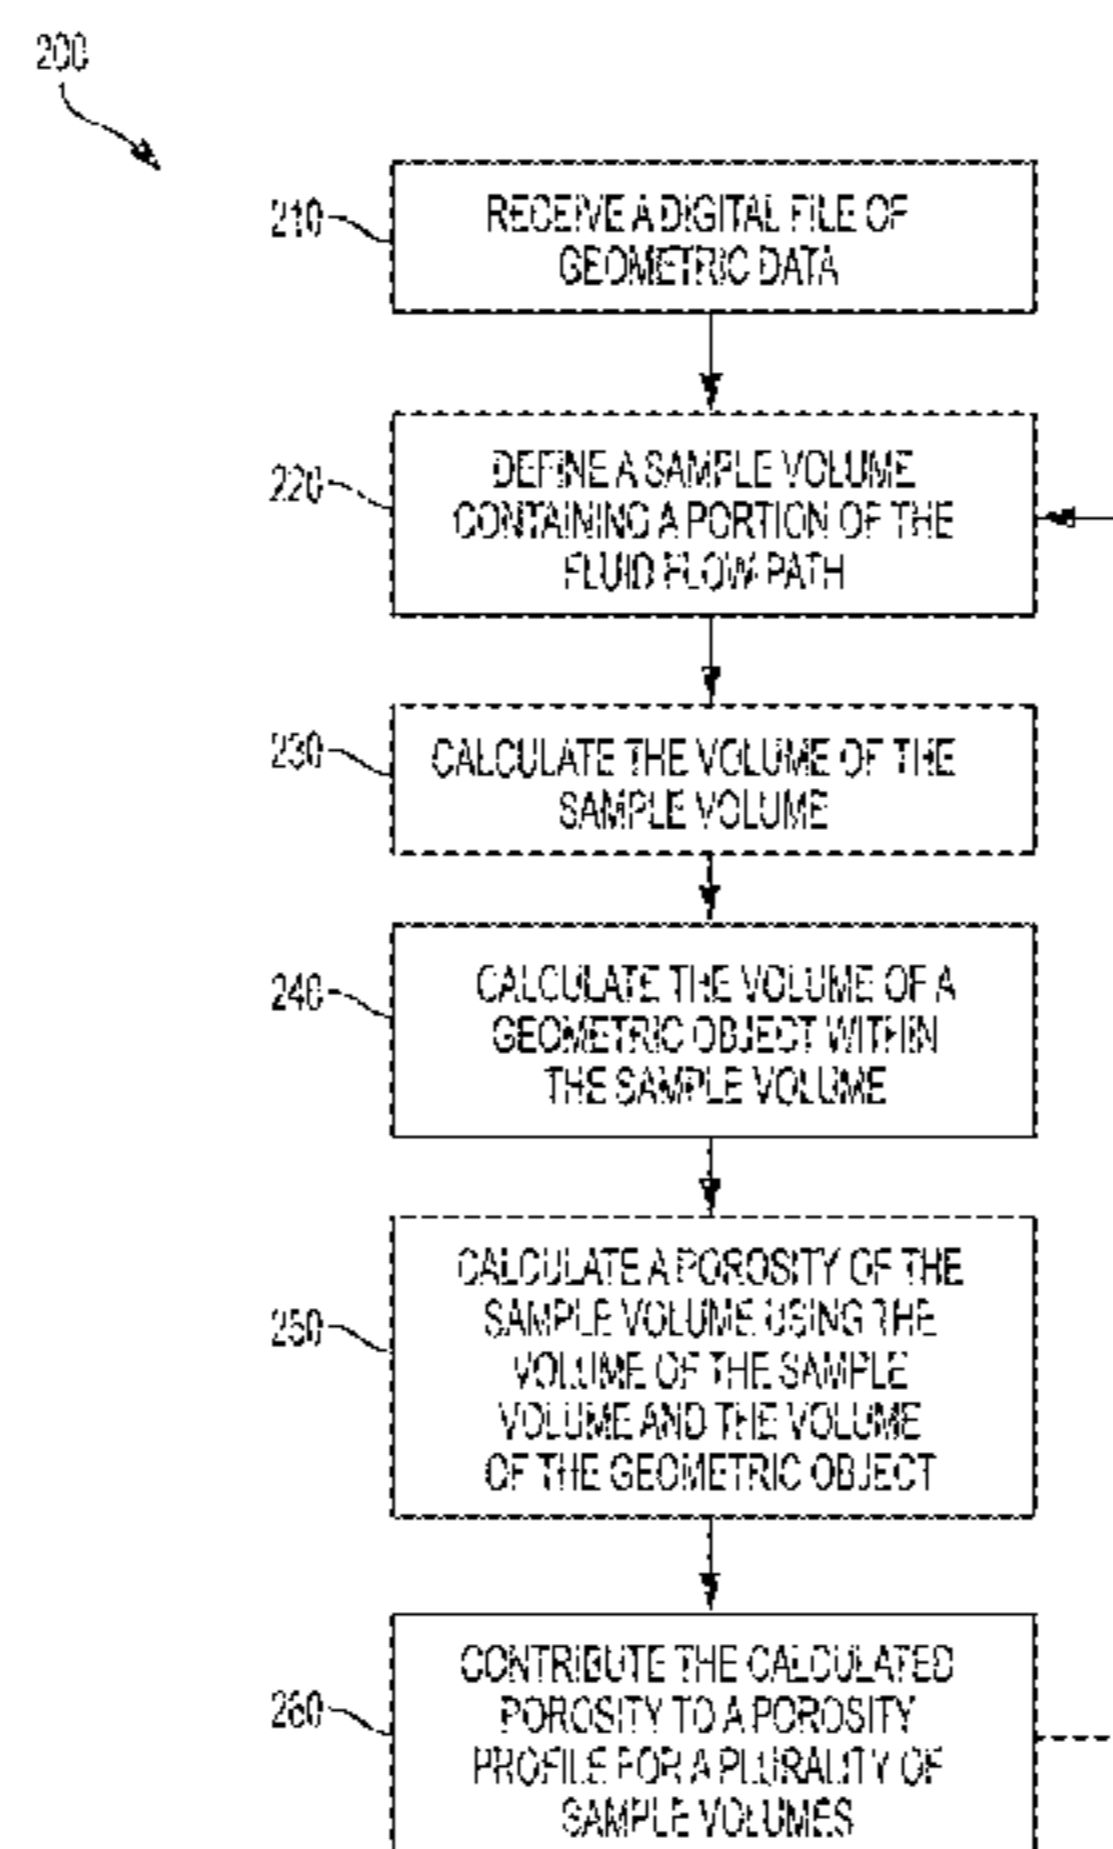 200
210
RECEIVE A DIGITAL FILE OF
GEOMETRIC DATA
220
DEFINE A SAMPLE VOLUME
CONTAINING A PORTION OF THE
FLUID FLOW PATH
230
CALCULATE THE VOLUME OF THE
SAMPLE VOLUME
240
CALCULATE THE VOLUME OF A
GEOMETRIC OBJECT WITHIN
THE SAMPLE VOLUME
250
CALCULATE A POROSITY OF THE
SAMPLE VOLUME USING THE
VOLUME OF THE SAMPLE
VOLUME AND THE VOLUME
OF THE GEOMETRIC OBJECT
260
CONTRIBUTE THE CALCULATED
POROSITY TO A POROSITY
PROFILE FOR A PLURALITY OF
SAMPLE VOLUMES